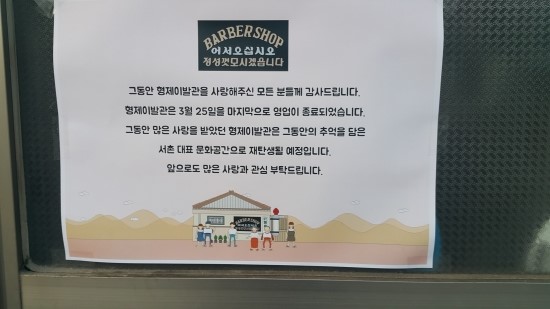 BARBERSHOP
어서오십시오
정성껏모시겠읍니다
그동안 형제이발관을 사랑해주신 모든 분들께 감사드립니다.
형제이발관은 3월 25일을 마지막으로 영업이 종료되었습니다.
그동안 많은 사랑을 받았던 형제이발관은 그동안의 추억을 담은
서촌 대표 문화공간으로 재탄생될 예정입니다.
앞으로도 많은 사랑과 관심 부탁드립니다.
BARBERSHOP